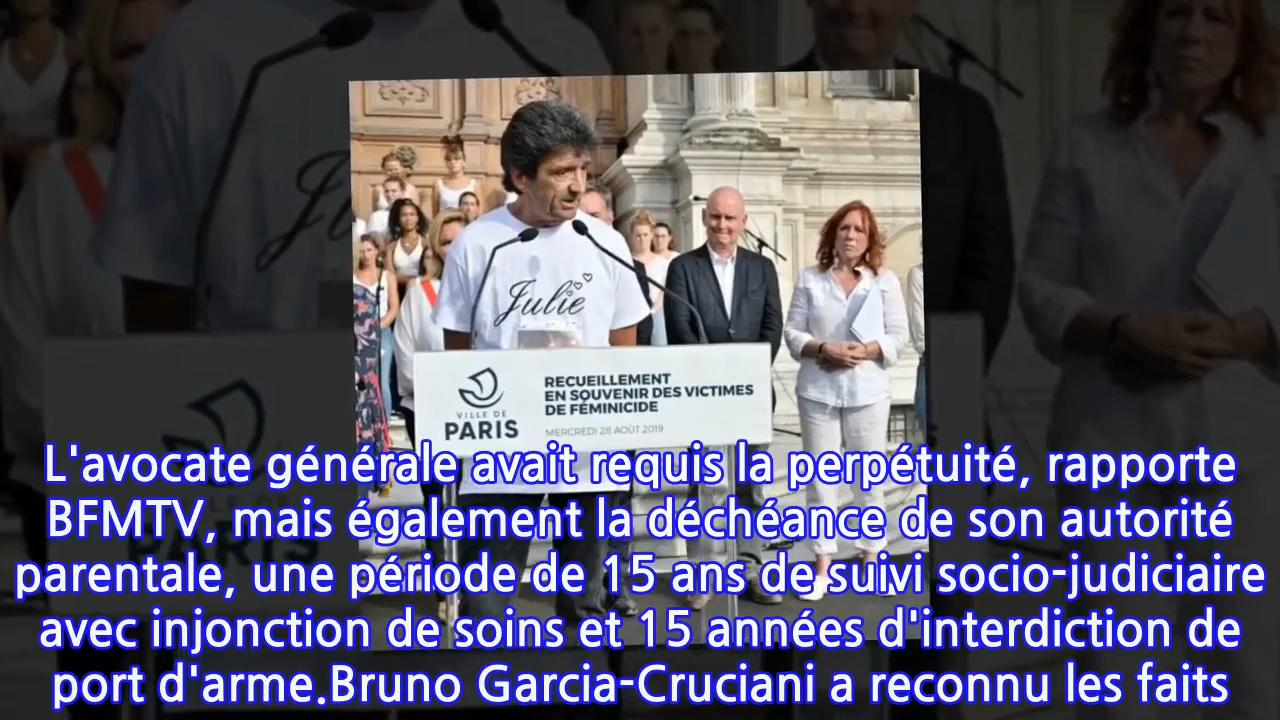 Julie
VILLE DE
PARIS
RECUEILLEMENT
EN SOUVENIR DES VICTIMES
DE FÉMINICIDE
MERCREDI 28 AOÛT 2019
L'avocate générale avait requis la perpétuité, rapporte
BFMTV, mais également la déchéance de son autorité
parentale, une période de 15 ans de suivi socio-judiciaire
avec injonction de soins et 15 années d'interdiction de
port d'arme.Bruno Garcia-Cruciani a reconnu les faits